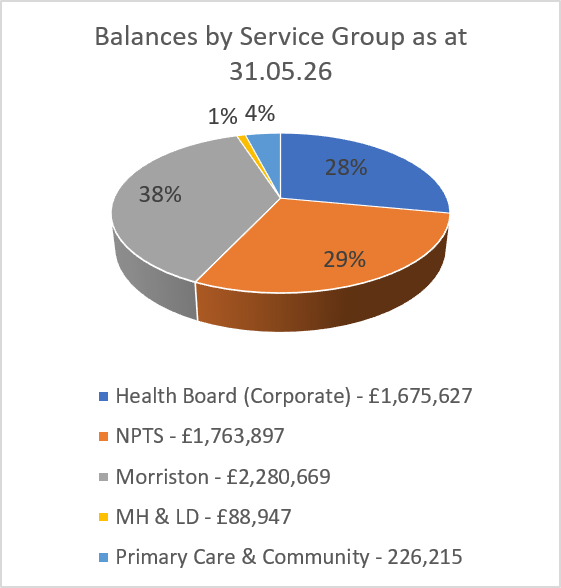 Balances by Service Group as at
31.05.26
1% 4%
28%
38%
29%
Health Board (Corporate) - £1,675,627
NPTS - £1,763,897
Morriston - £2,280,669
MH & LD - £88,947
Primary Care & Community - 226,215